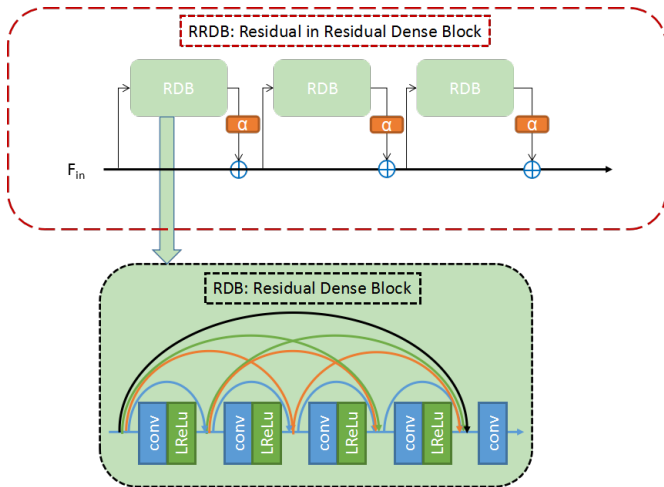 RRDB: Residual in Residual Dense Block
RDB
RDB
RDB
α
α
α
Fin
RDB: Residual Dense Block
conv
LReLu
conv
LReLu
conv
LReLu
conv
LReLu
conv